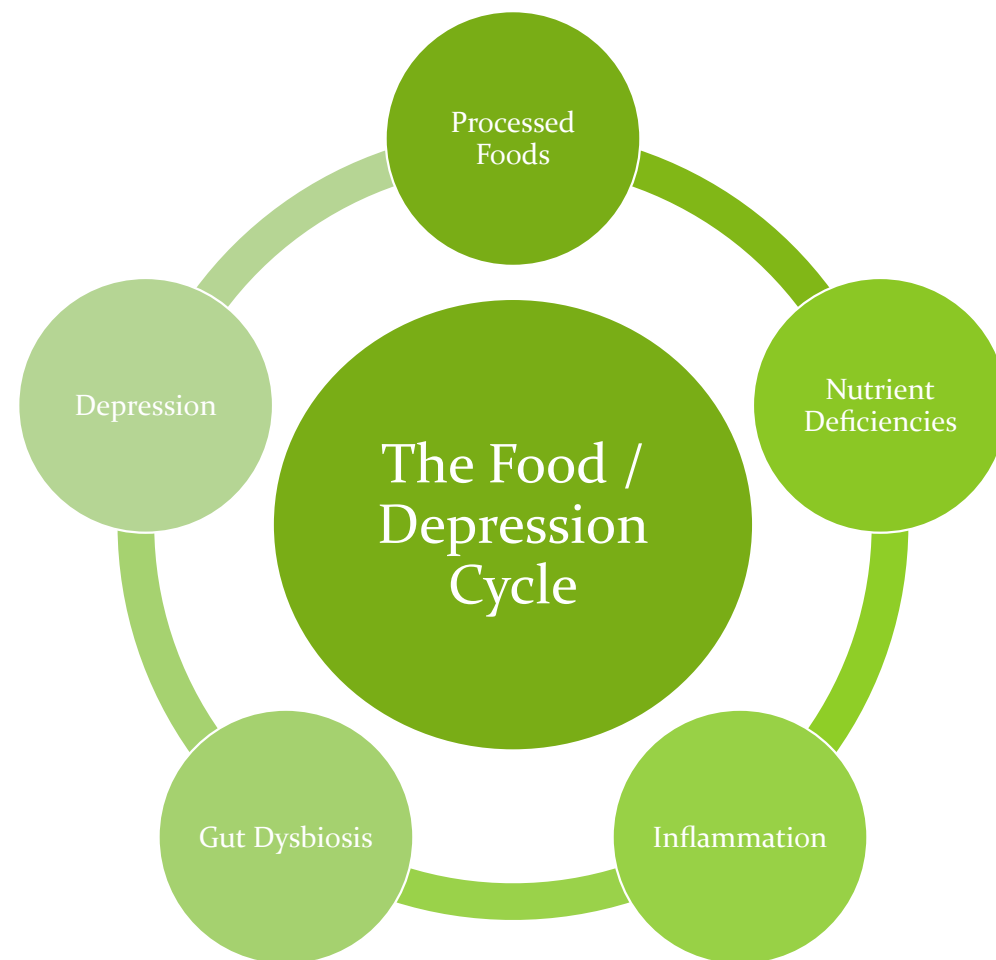 Processed
Foods
Nutrient
Deficiencies
The Food /
Depression
Cycle
Depression
Inflammation
Gut Dysbiosis